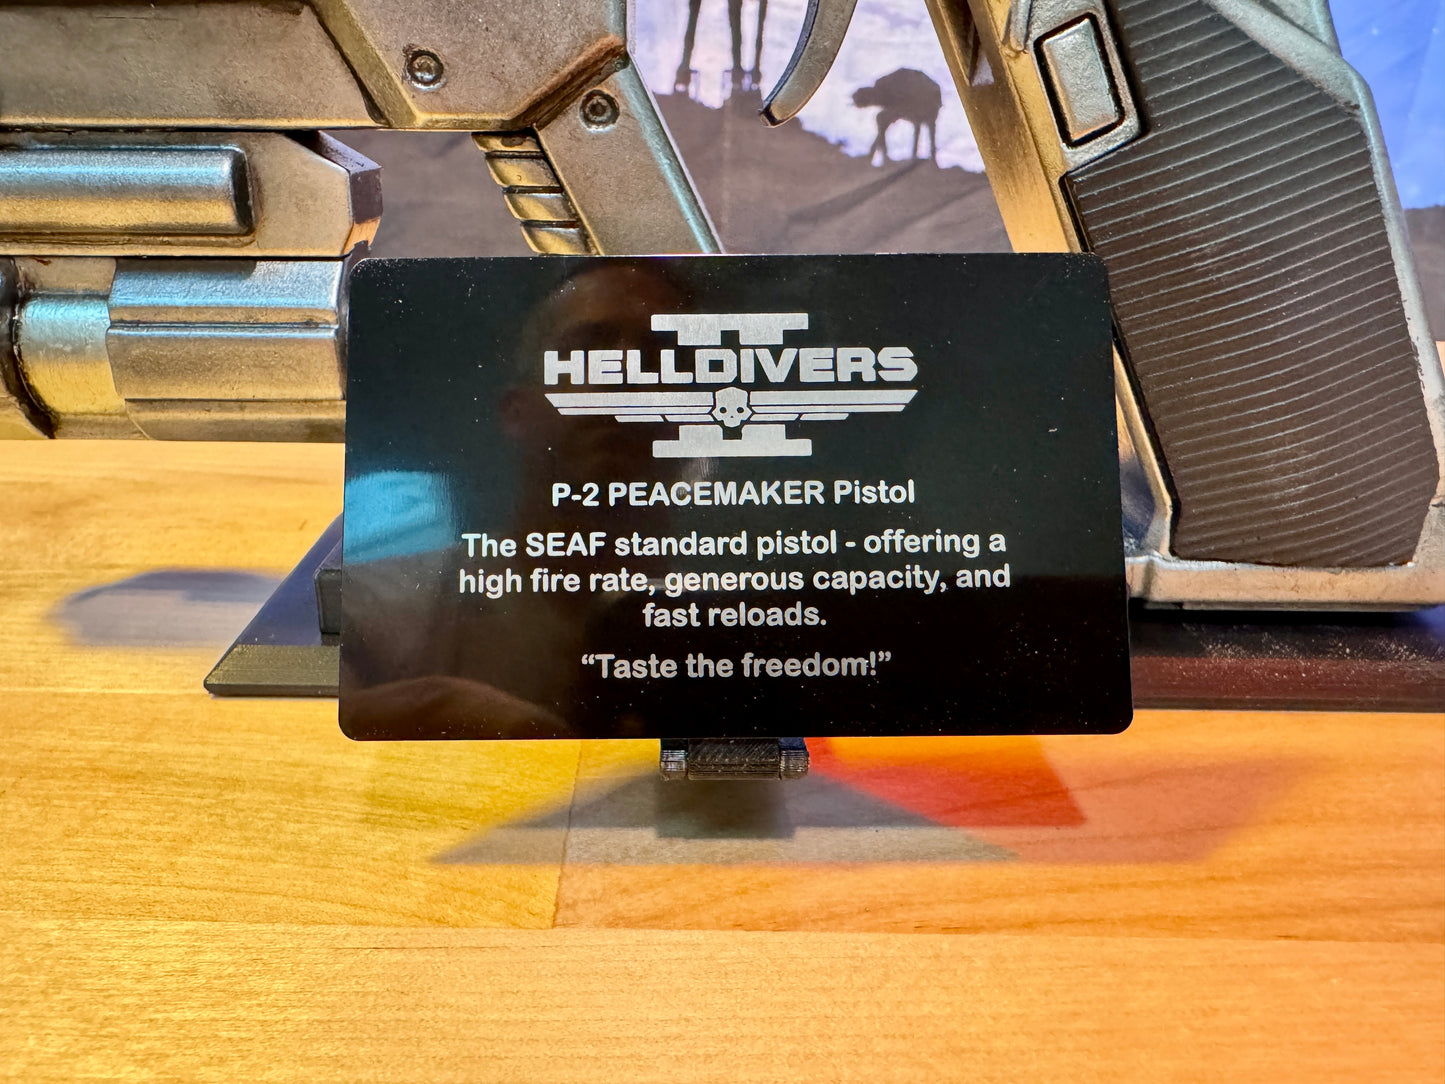 HELLDIVERS
II
P-2 PEACEMAKER Pistol
The SEAF standard pistol - offering a
high fire rate, generous capacity, and
fast reloads.
“Taste the freedom!”